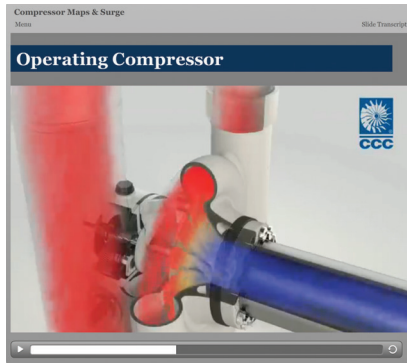 Compressor Maps & Surge
Menu
Slide Transcript
Operating Compressor
CCC